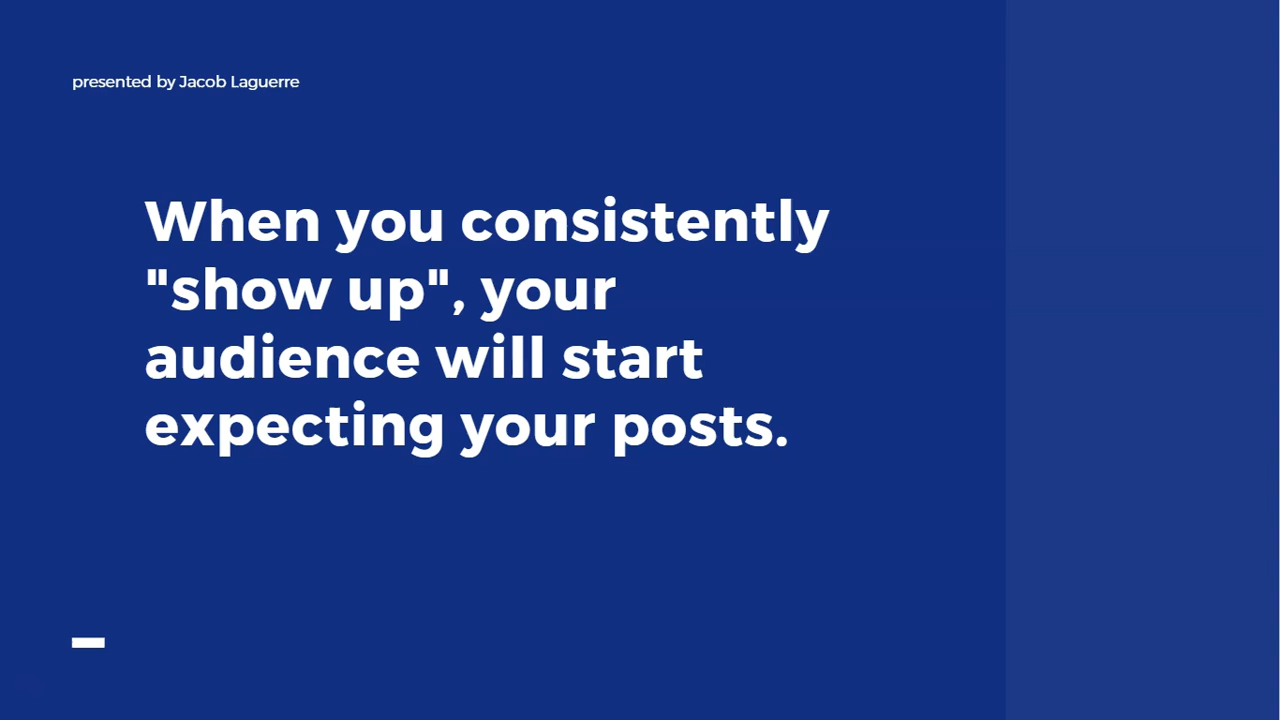 presented by Jacob Laguerre
When you consistently
"show up", your
audience will start
expecting your posts.